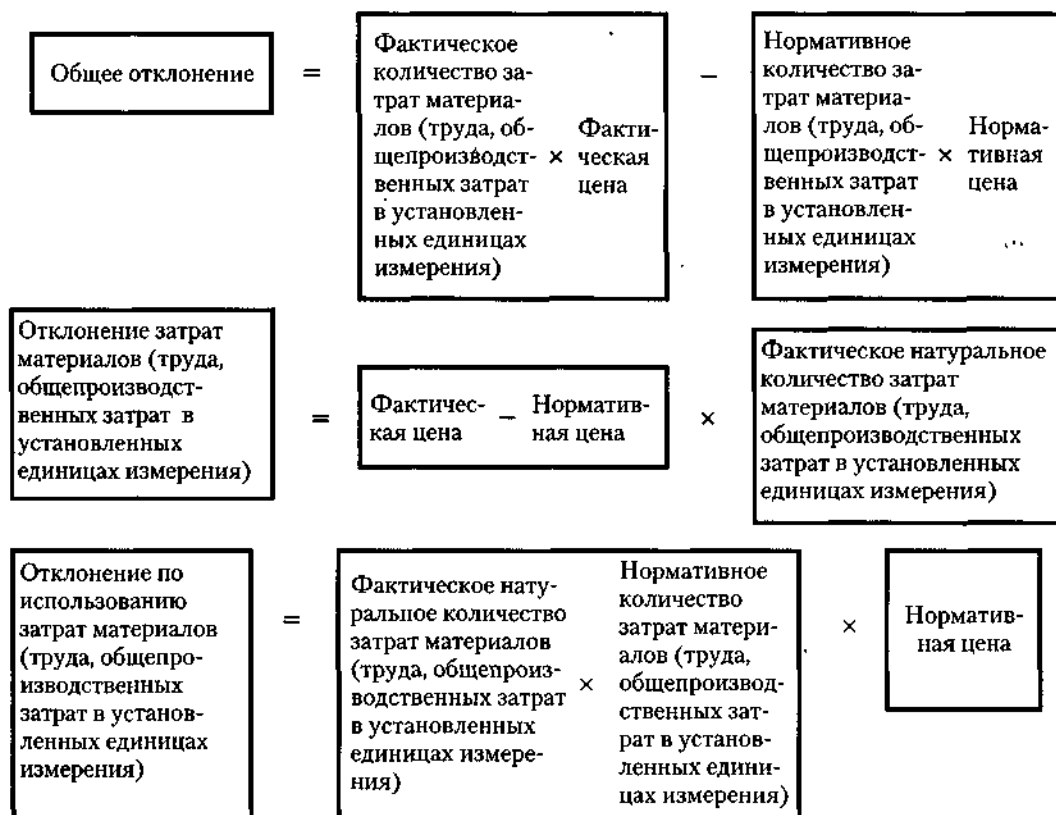 Общее отклонение
=
Фактическое
количество за-
трат материа-
лов (труда, об-
щепроизводст-
венных затрат
в установлен-
ных единицах
измерения)
×
Факти-
ческая
цена
–
Нормативное
количество за-
трат материа-
лов (труда, об-
щепроизводст-
венных затрат
в установлен-
ных единицах
измерения)
×
Норма-
тивная
цена
Отклонение затрат
материалов (труда,
общепроизводст-
венных затрат в
установленных
единицах измерения)
=
Фактичес-
кая цена
–
Норматив-
ная цена
×
Фактическое натуральное
количество затрат
материалов (труда,
общепроизводственных
затрат в установленных
единицах измерения)
Отклонение по
использованию
затрат материалов
(труда, общепро-
изводственных
затрат в установ-
ленных единицах
измерения)
=
Фактическое нату-
ральное количество
затрат материалов
(труда, общепроиз-
водственных затрат
в установленных
единицах измере-
ния)
×
Нормативное
количество
затрат матери-
алов (труда,
общепроизвод-
ственных зат-
рат в установ-
ленных едини-
цах измерения)
×
Норматив-
ная цена